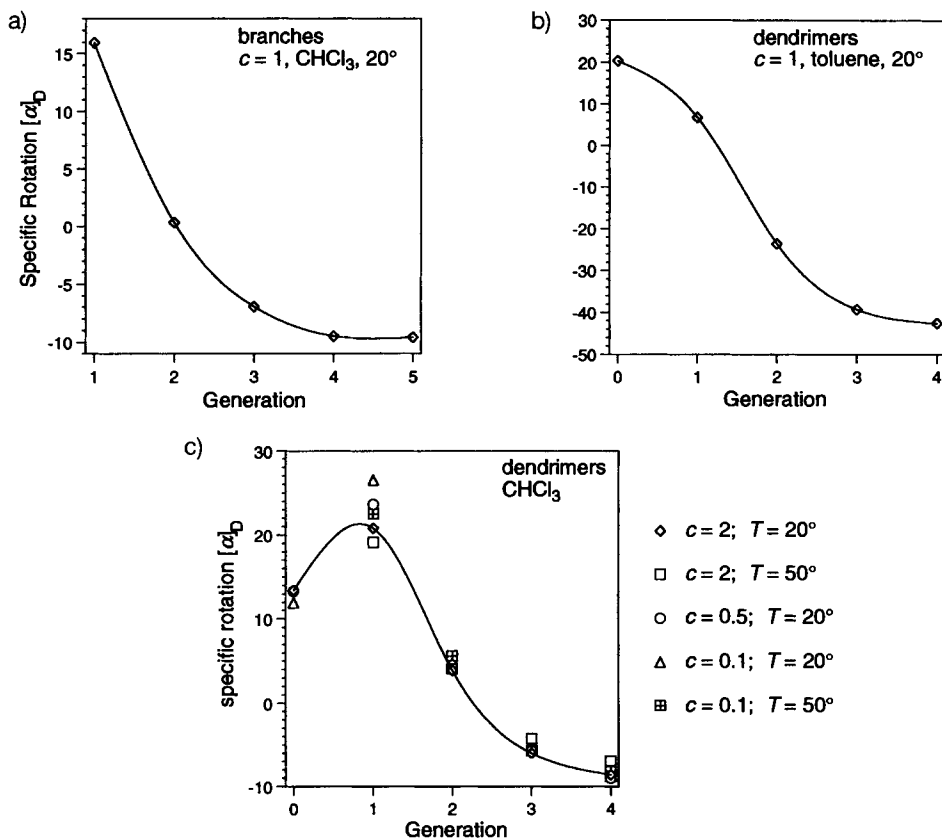 a)
branches
c = 1, CHCl3, 20°
15
10
5
0
-5
-10
Specific Rotation [α]D
1 2 3 4 5
Generation
b)
dendrimers
c = 1, toluene, 20°
30
20
10
0
-10
-20
-30
-40
-50
0 1 2 3 4
Generation
c)
dendrimers
CHCl3
30
20
10
0
-10
specific rotation [α]D
0 1 2 3 4
Generation
c = 2; T = 20°
c = 2; T = 50°
c = 0.5; T = 20°
c = 0.1; T = 20°
c = 0.1; T = 50°